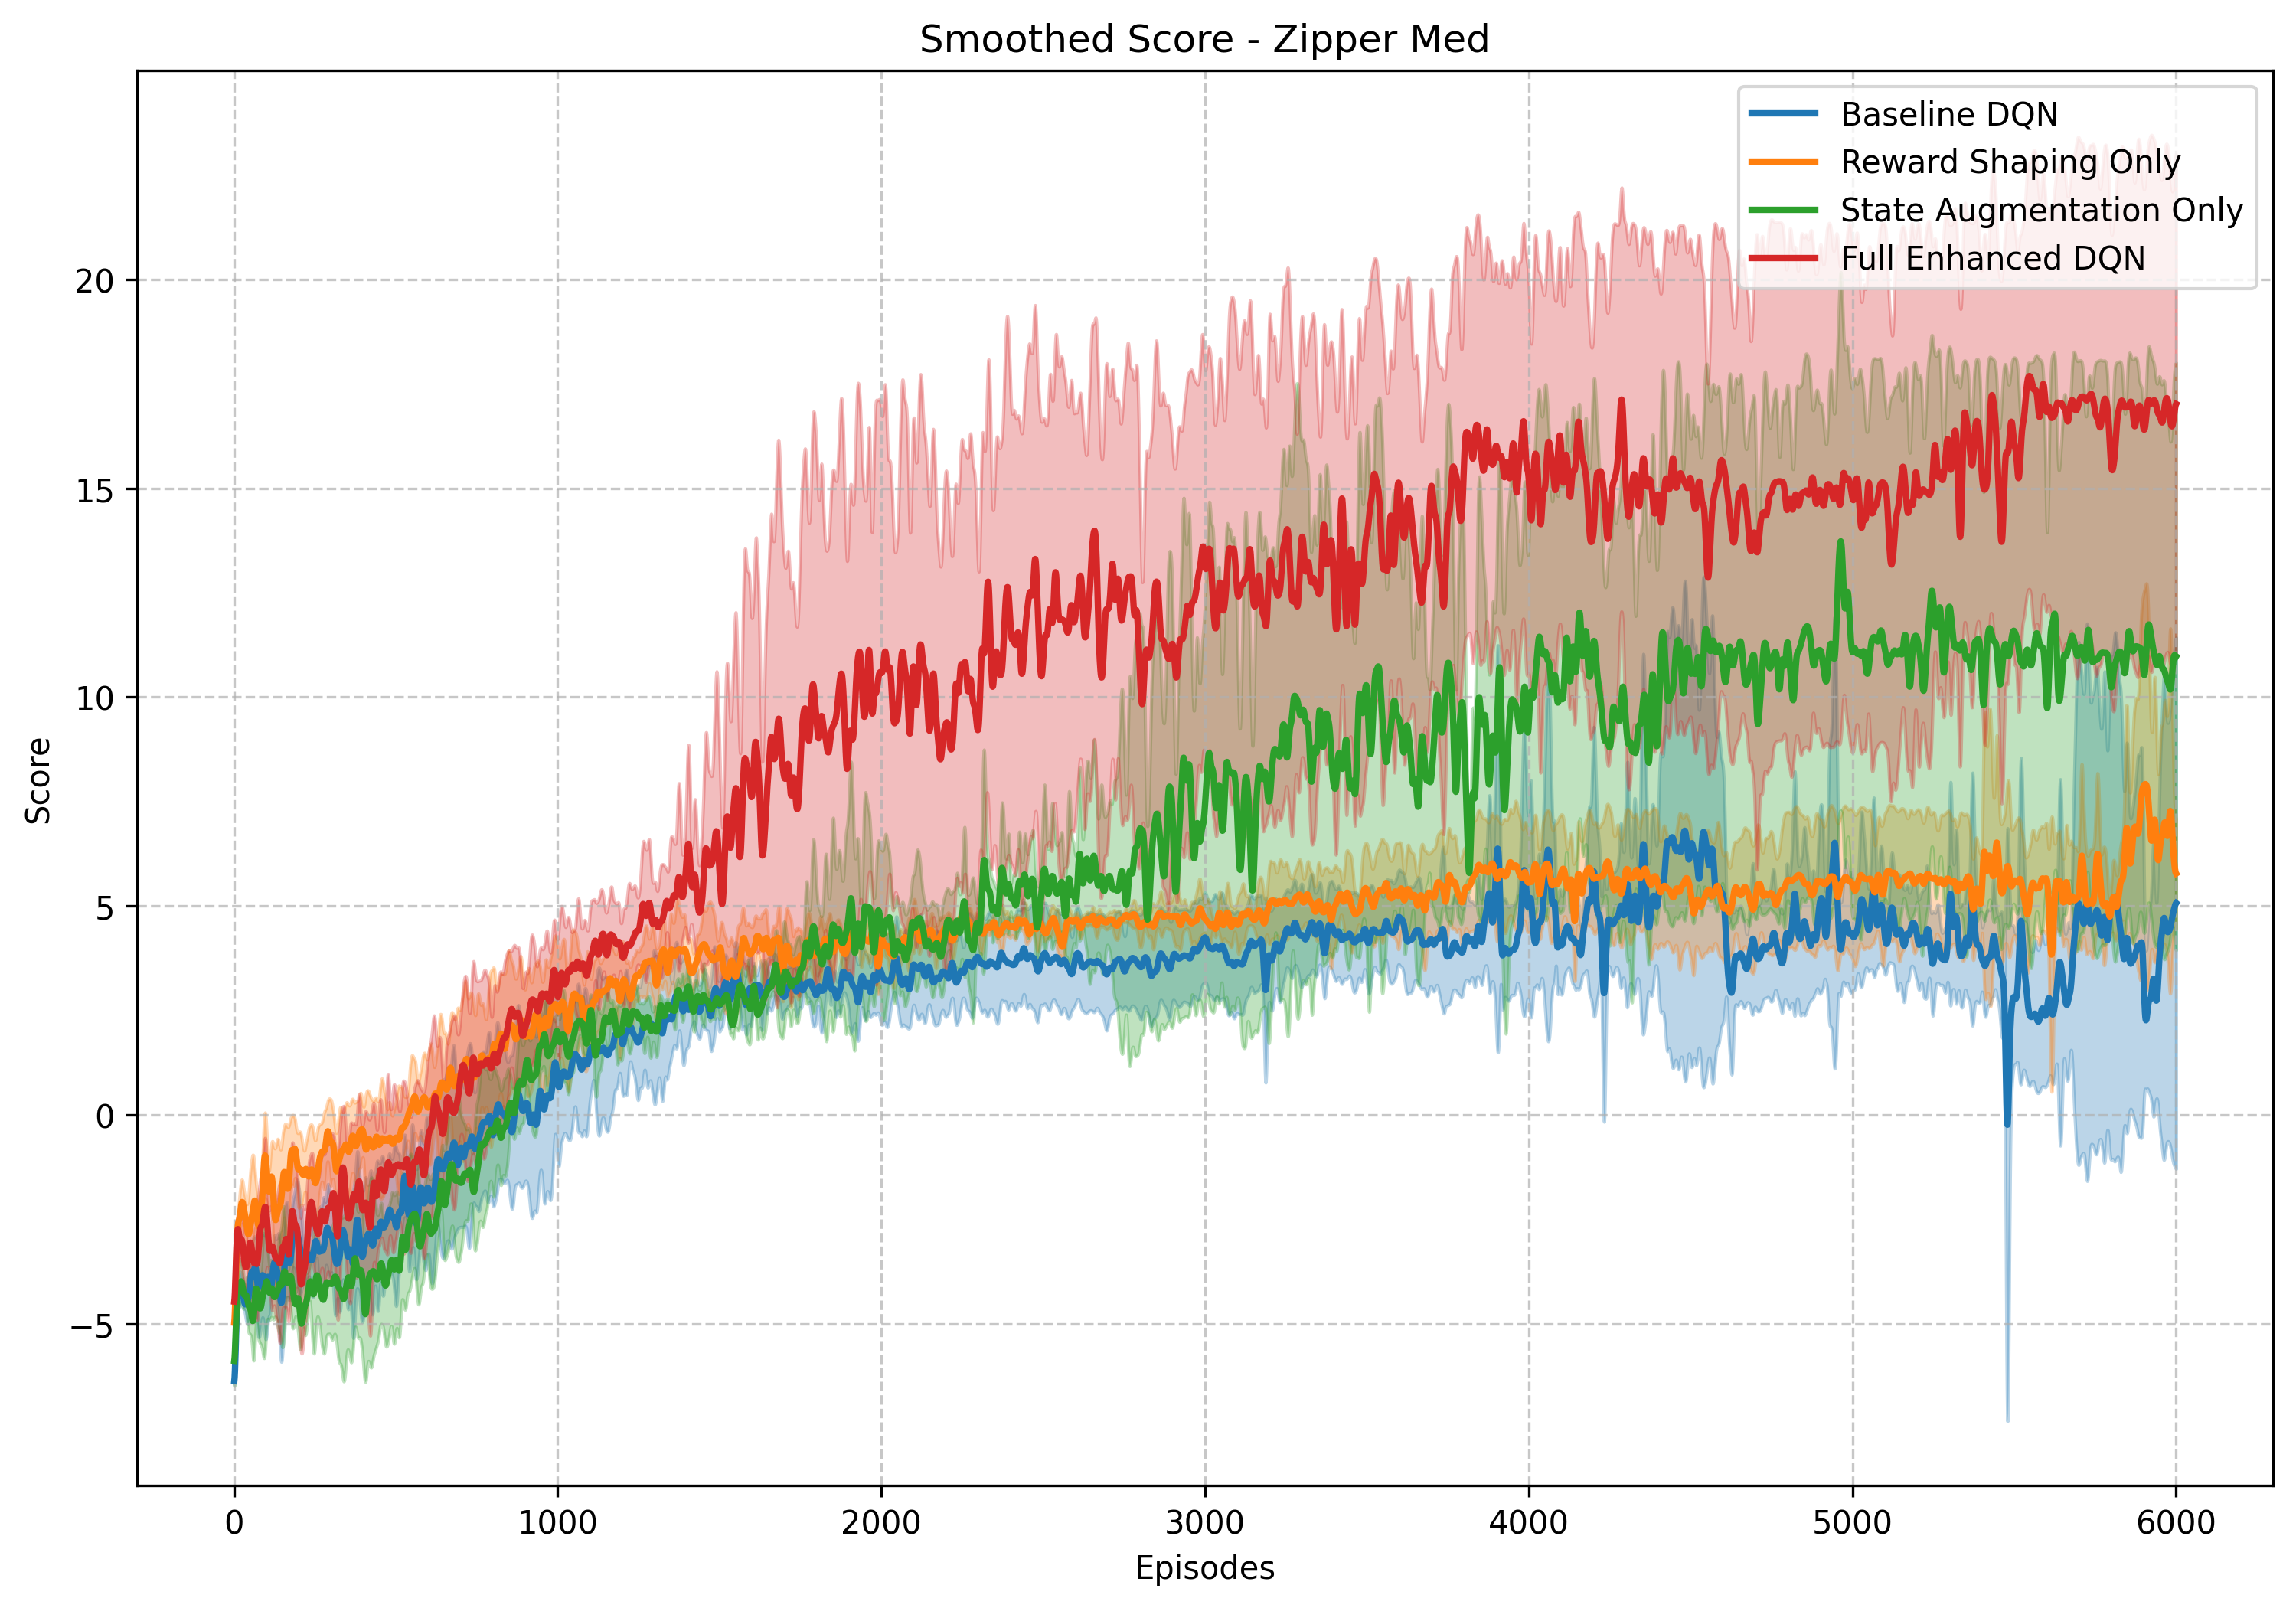 Smoothed Score - Zipper Med
Baseline DQN
Reward Shaping Only
State Augmentation Only
Full Enhanced DQN
Score
20
15
10
5
0
−5
0 1000 2000 3000 4000 5000 6000
Episodes